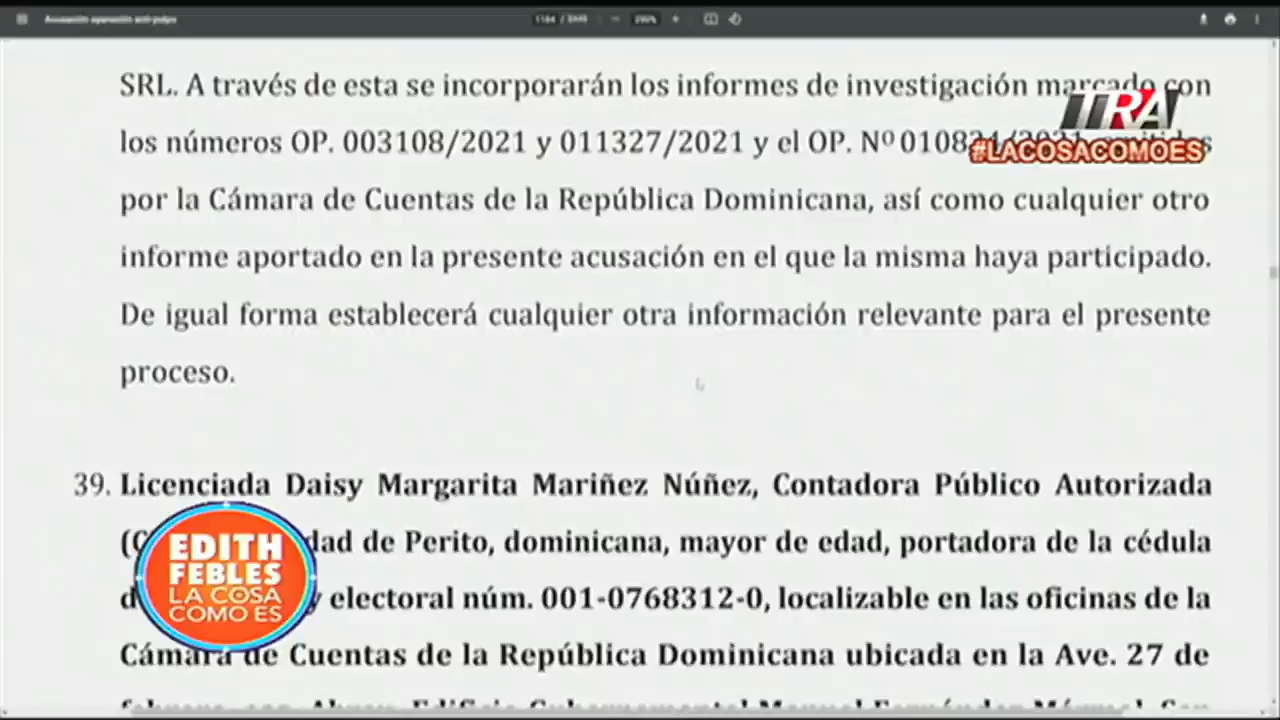 Acusación operación anti-pulpo
SRL. A través de esta se incorporarán los informes de investigación marcado con
TRA
los números OP. 003108/2021 y 011327/2021 y el OP. Nº
#LACOSACOMOES
por la Cámara de Cuentas de la República Dominicana, así como cualquier otro
informe aportado en la presente acusación en el que la misma haya participado.
De igual forma establecerá cualquier otra información relevante para el presente
proceso.
39. Licenciada Daisy Margarita Mariñez Núñez, Contadora Público Autorizada
dad de Perito, dominicana, mayor de edad, portadora de la cédula
y electoral núm. 001-0768312-0, localizable en las oficinas de la
Cámara de Cuentas de la República Dominicana ubicada en la Ave. 27 de
EDITH
FEBLES
LA COSA
COMO ES